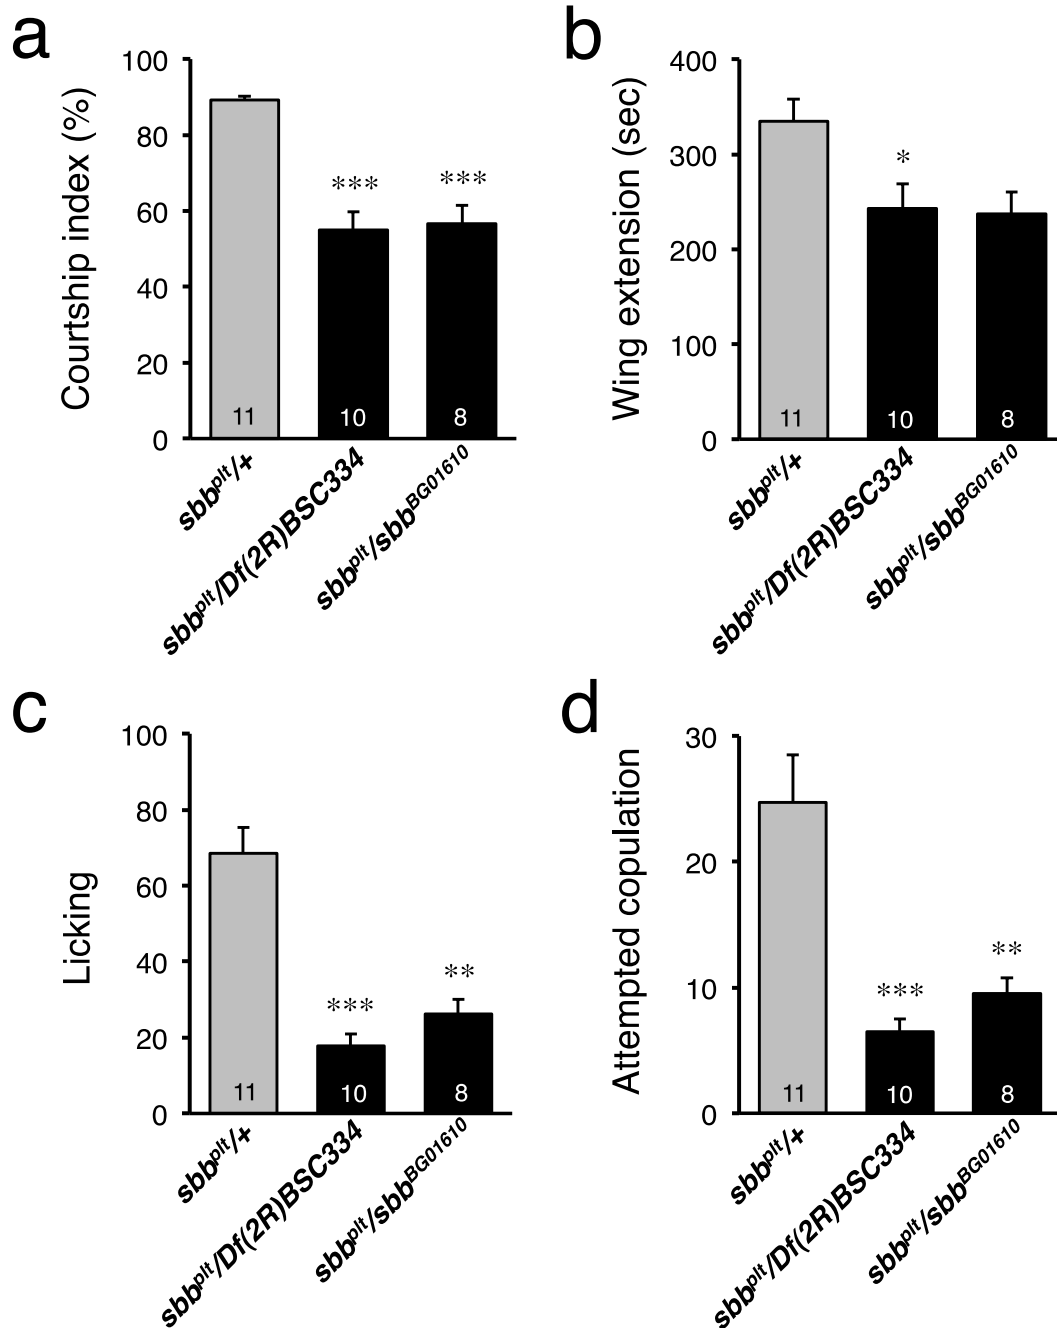 a
100
80
60
40
20
0
Courtship index (%)
***
***
11
10
8
sbbplt/+
sbbplt/Df(2R)BSC334
sbbplt/sbbBG01610
b
400
300
200
100
0
Wing extension (sec)
*
11
10
8
sbbplt/+
sbbplt/Df(2R)BSC334
sbbplt/sbbBG01610
c
100
80
60
40
20
0
Licking
***
**
11
10
8
sbbplt/+
sbbplt/Df(2R)BSC334
sbbplt/sbbBG01610
d
30
20
10
0
Attempted copulation
***
**
11
10
8
sbbplt/+
sbbplt/Df(2R)BSC334
sbbplt/sbbBG01610